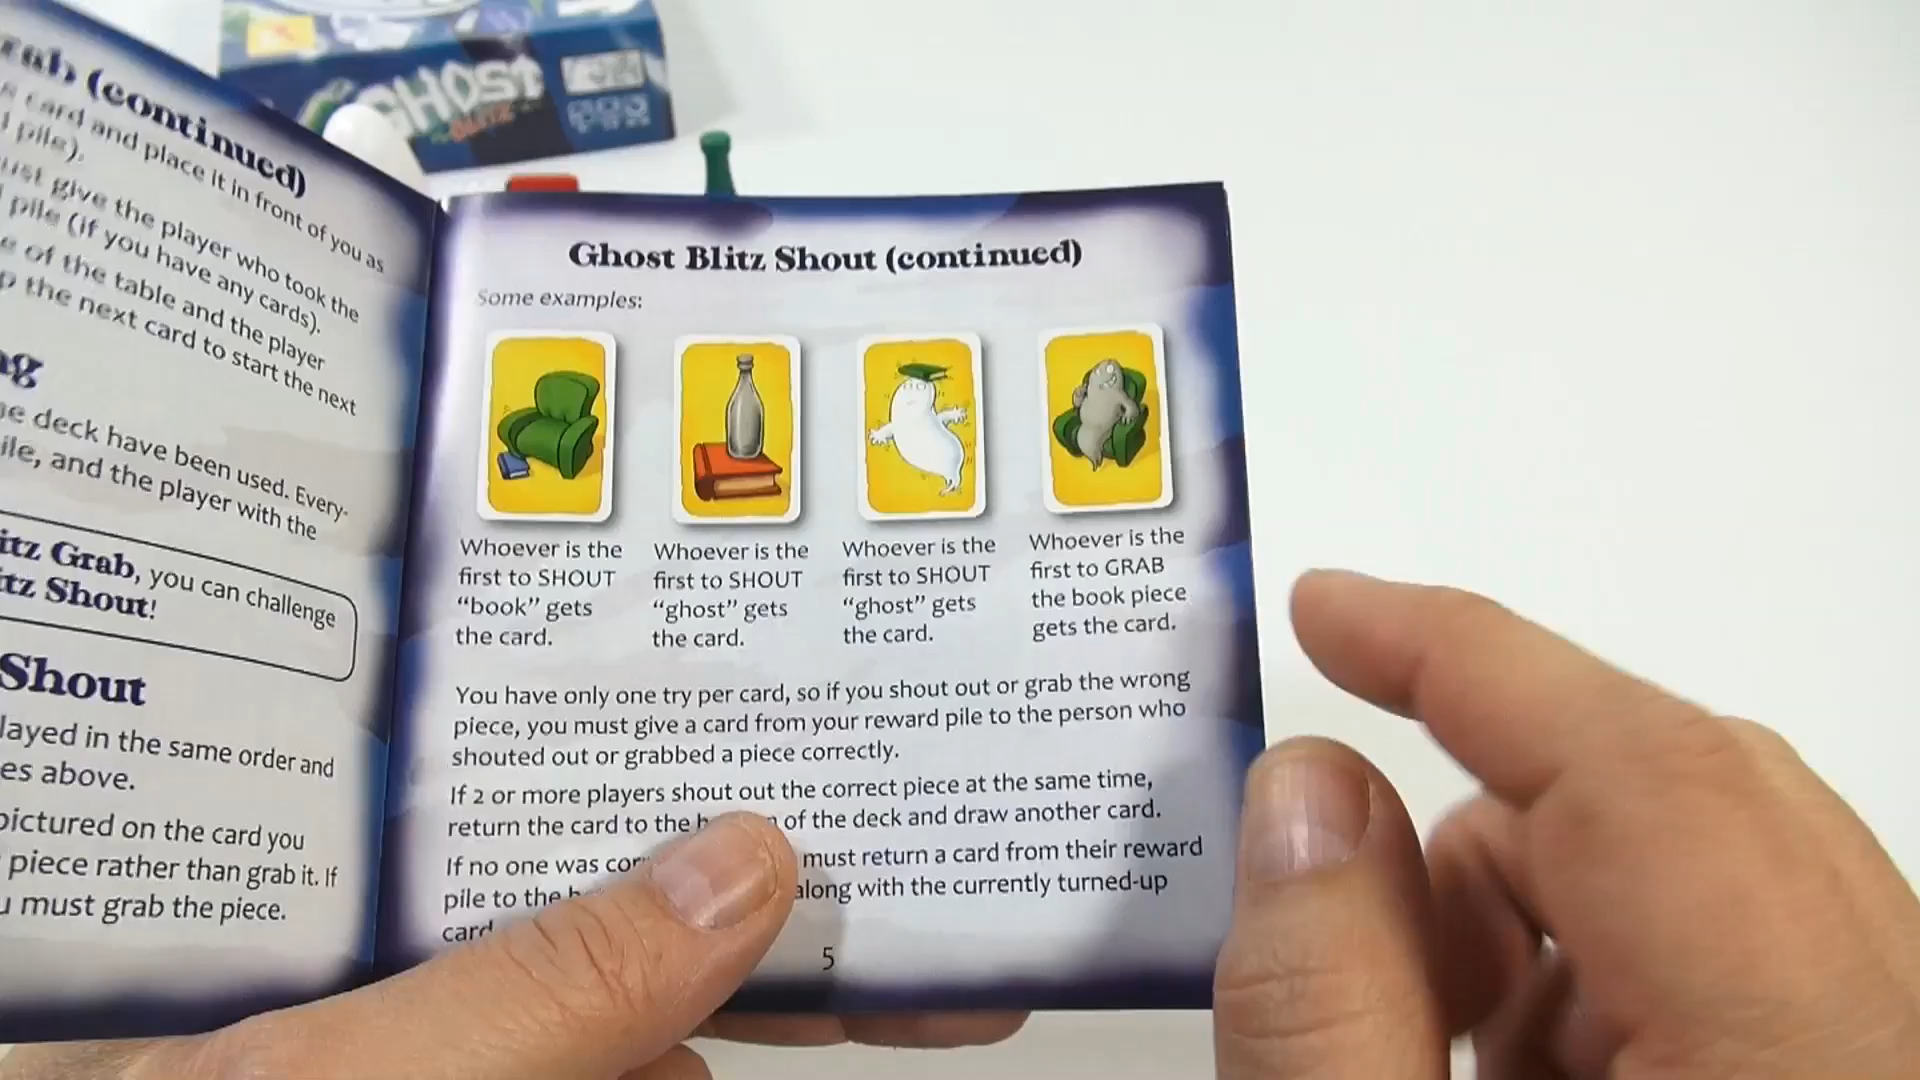 GHOST
BLITZ
rab (continued)
card and place it in front of you as
pile).
ust give the player who took the
pile (if you have any cards).
e of the table and the player
p the next card to start the next
ng
he deck have been used. Every-
ile, and the player with the
itz Grab, you can challenge
itz Shout!
Shout
layed in the same order and
es above.
pictured on the card you
piece rather than grab it. If
u must grab the piece.
Ghost Blitz Shout (continued)
Some examples:
Whoever is the
first to SHOUT
“book” gets
the card.
Whoever is the
first to SHOUT
“ghost” gets
the card.
Whoever is the
first to SHOUT
“ghost” gets
the card.
Whoever is the
first to GRAB
the book piece
gets the card.
You have only one try per card, so if you shout out or grab the wrong
piece, you must give a card from your reward pile to the person who
shouted out or grabbed a piece correctly.
If 2 or more players shout out the correct piece at the same time,
return the card to the of the deck and draw another card.
If no one was must return a card from their reward
pile to the along with the currently turned-up
card
5